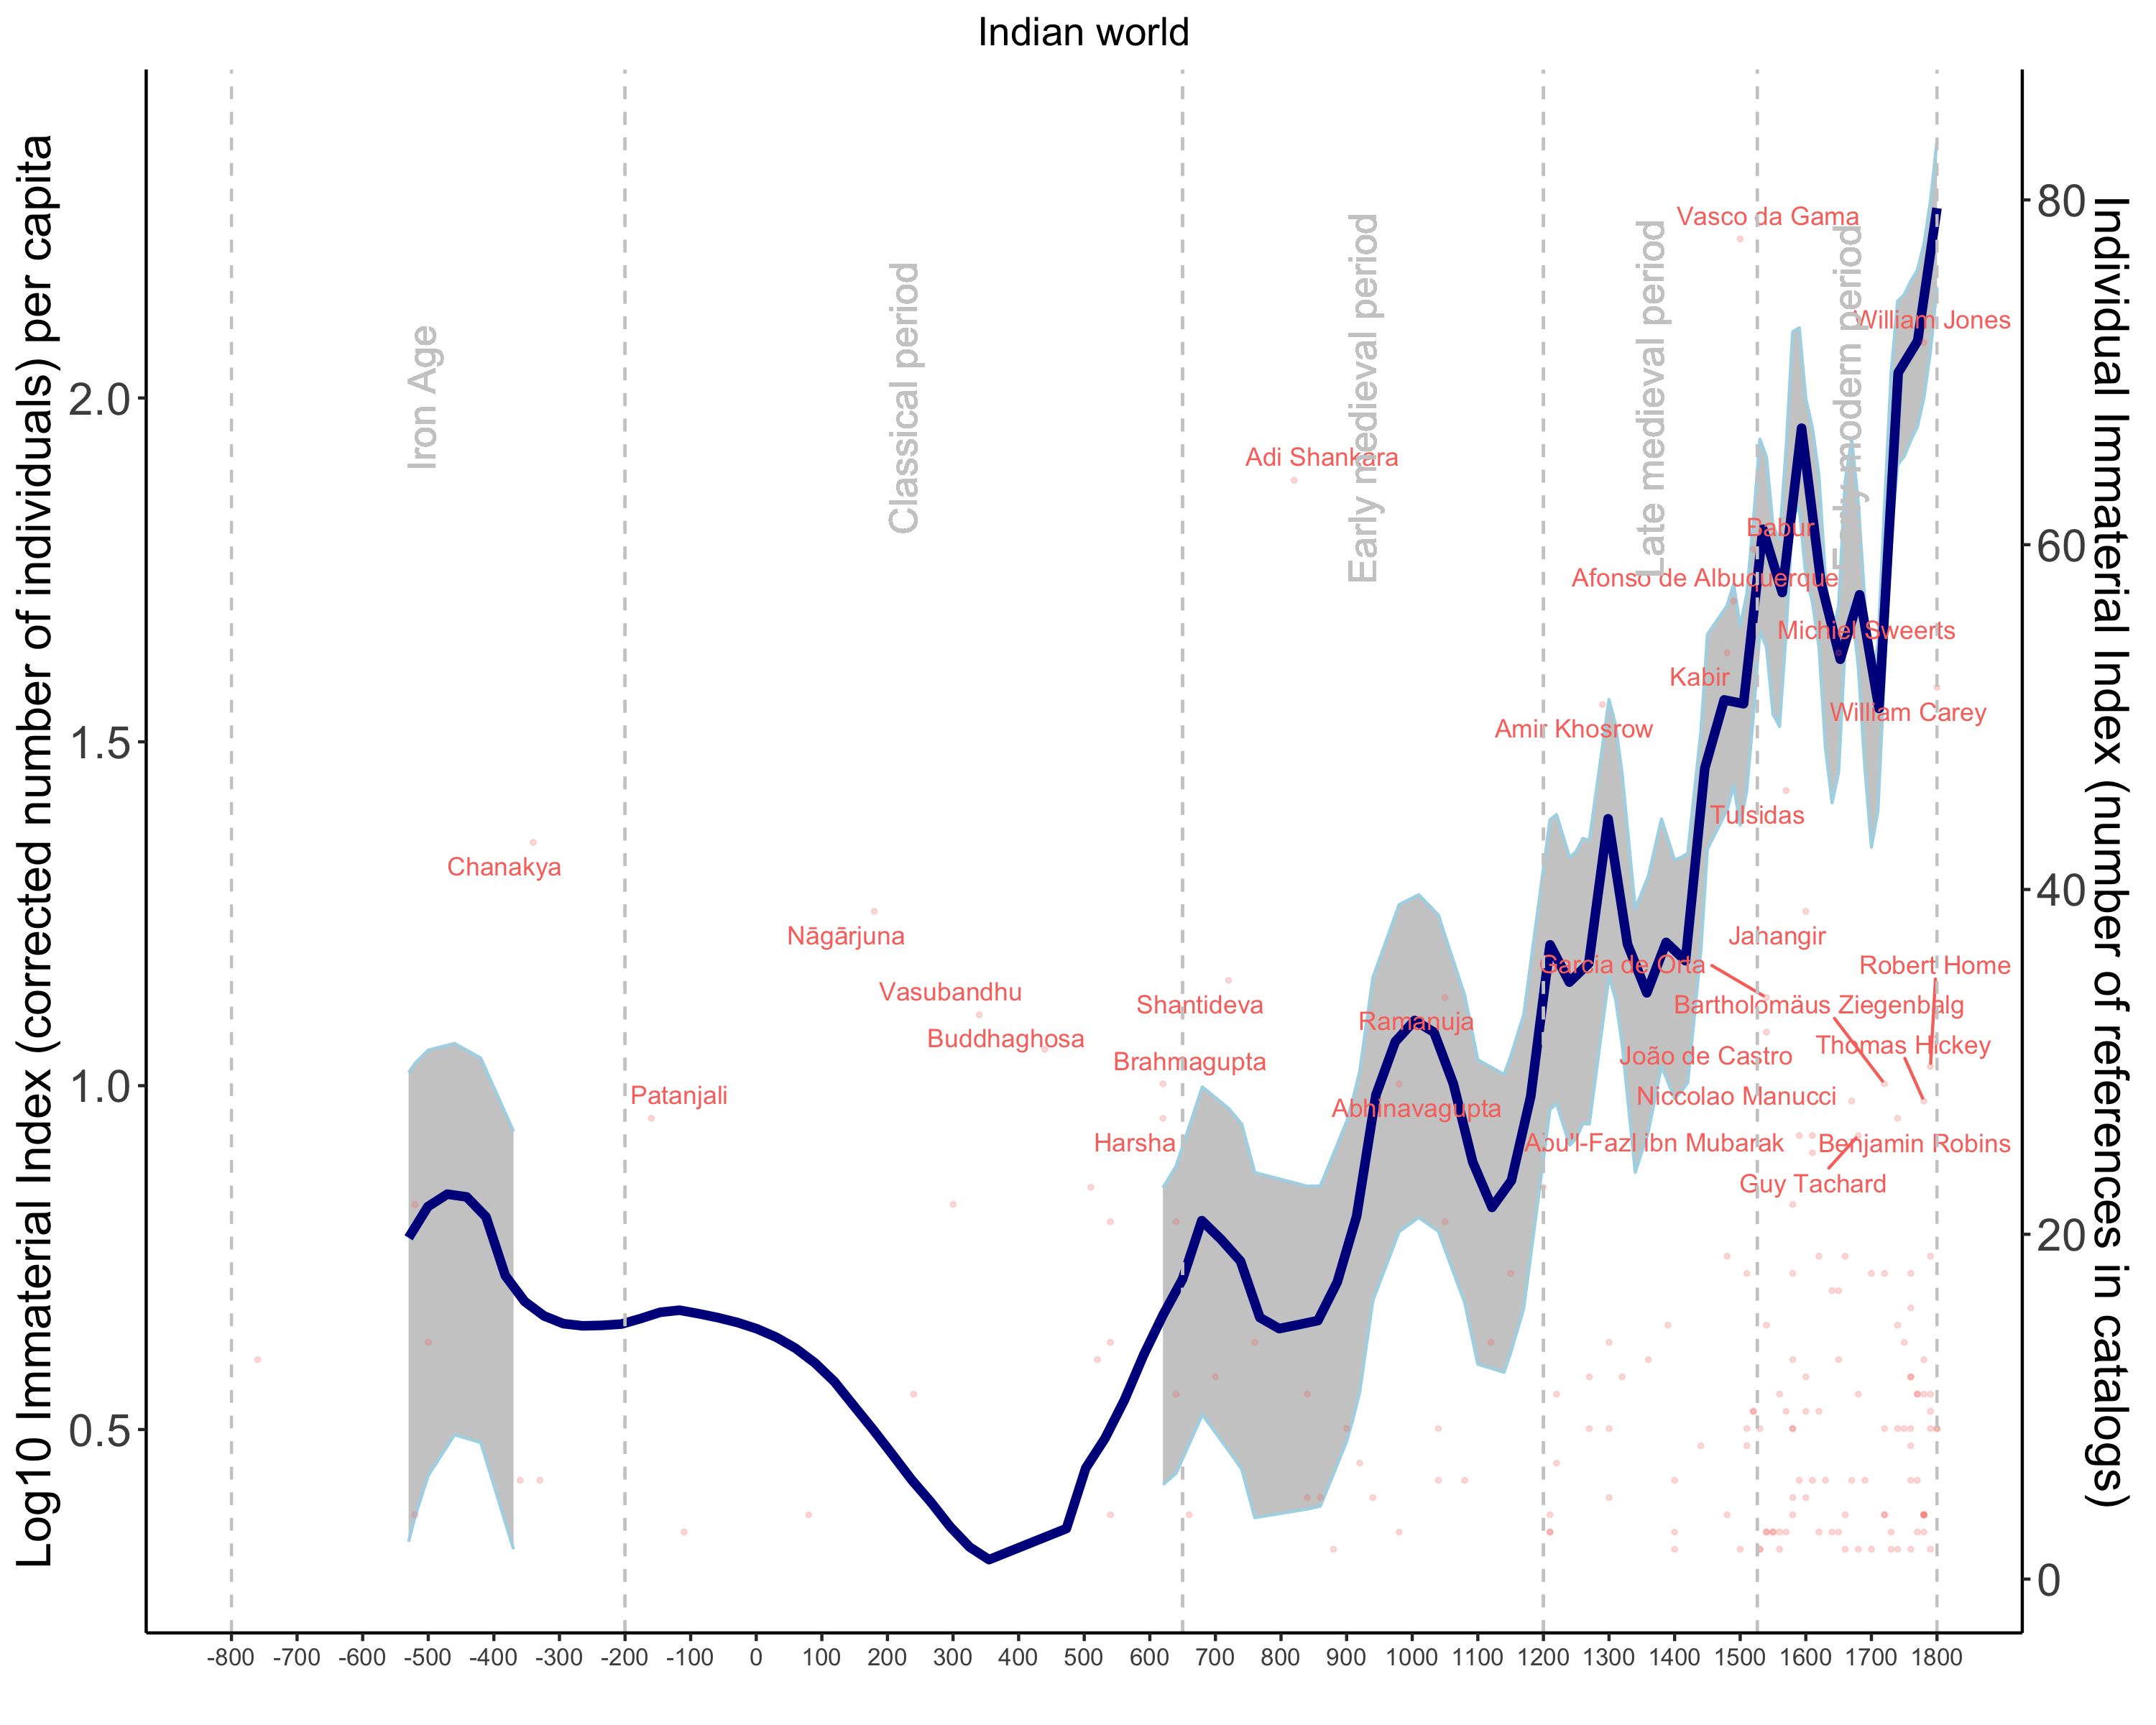 Indian world
Log10 Immaterial Index (corrected number of individuals) per capita
2.0
1.5
1.0
0.5
Individual Immaterial Index (number of references in catalogs)
80
60
40
20
0
Iron Age
Classical period
Early medieval period
Late medieval period
Early modern period
Vasco da Gama
William Jones
Adi Shankara
Babur
Afonso de Albuquerque
Michiel Sweerts
Kabir
William Carey
Amir Khosrow
Tulsidas
Chanakya
Nāgārjuna
Jahangir
Garcia de Orta
Robert Home
Vasubandhu
Shantideva
Bartholomäus Ziegenbalg
Ramanuja
Buddhaghosa
Thomas Hickey
João de Castro
Brahmagupta
Patanjali
Niccolao Manucci
Abhinavagupta
Harsha
Abu'l-Fazl ibn Mubarak
Benjamin Robins
Guy Tachard
-800 -700 -600 -500 -400 -300 -200 -100 0 100 200 300 400 500 600 700 800 900 1000 1100 1200 1300 1400 1500 1600 1700 1800